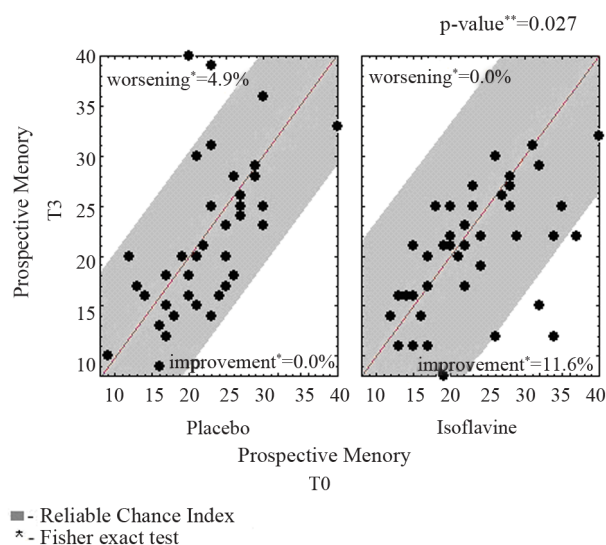 p-value**=0.027
worsening*=4.9%
worsening*=0.0%
40
35
30
25
20
15
10
Prospective Menory
T3
improvement*=0.0%
improvement*=11.6%
10 15 20 25 30 35 40
10 15 20 25 30 35 40
Placebo
Isoflavine
Prospective Menory
T0
- Reliable Chance Index
* - Fisher exact test